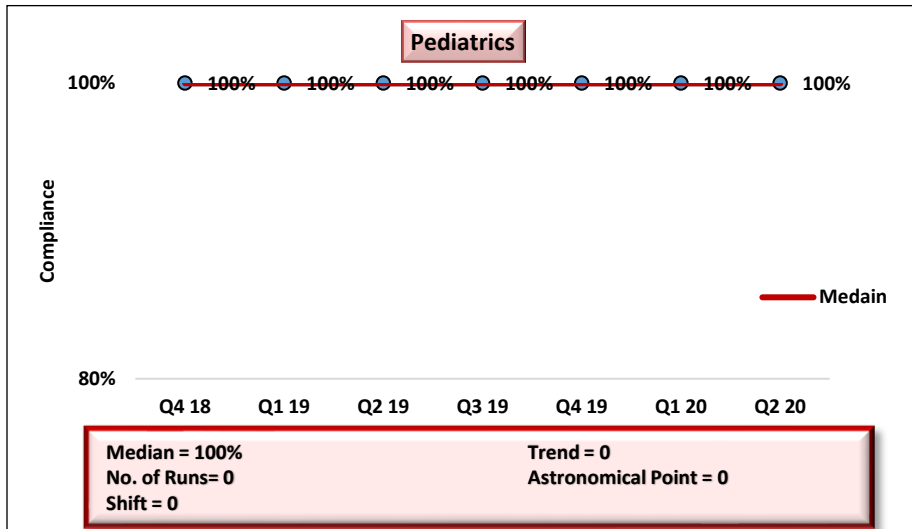 Pediatrics
100%
100% 100% 100% 100% 100% 100% 100%
Compliance
Medain
80%
Q4 18 Q1 19 Q2 19 Q3 19 Q4 19 Q1 20 Q2 20
Median = 100% Trend = 0
No. of Runs= 0 Astronomical Point = 0
Shift = 0